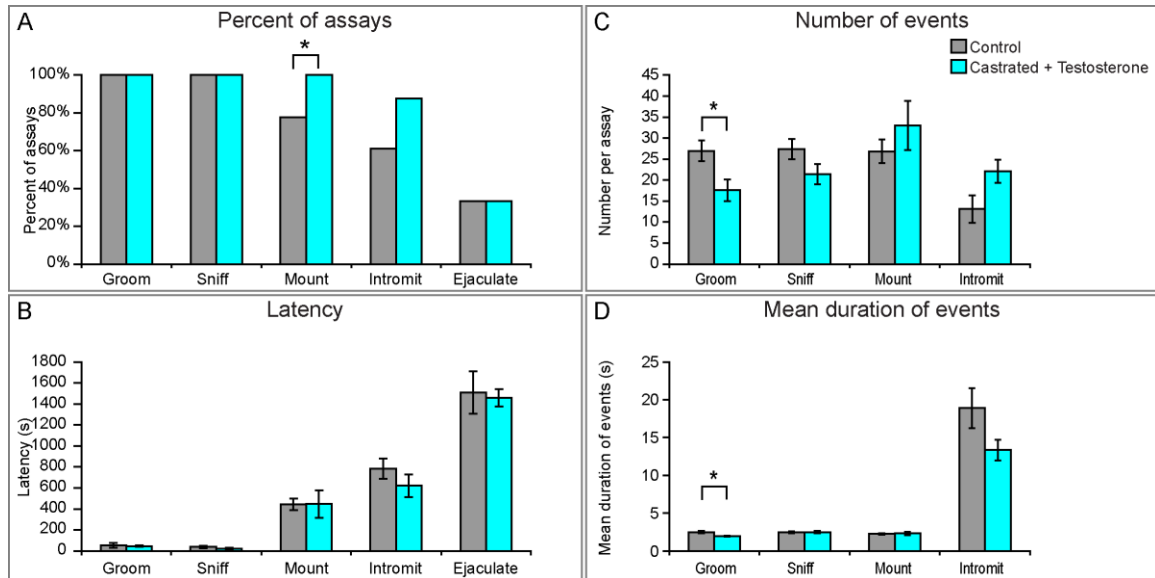 A
Percent of assays
*
100%
80%
60%
40%
20%
0%
Percent of assays
Groom Sniff Mount Intromit Ejaculate
B
Latency
1800
1600
1400
1200
1000
800
600
400
200
0
Latency (s)
Groom Sniff Mount Intromit Ejaculate
C
Number of events
Control
Castrated + Testosterone
*
45
40
35
30
25
20
15
10
5
0
Number per assay
Groom Sniff Mount Intromit
D
Mean duration of events
*
25
20
15
10
5
0
Mean duration of events (s)
Groom Sniff Mount Intromit